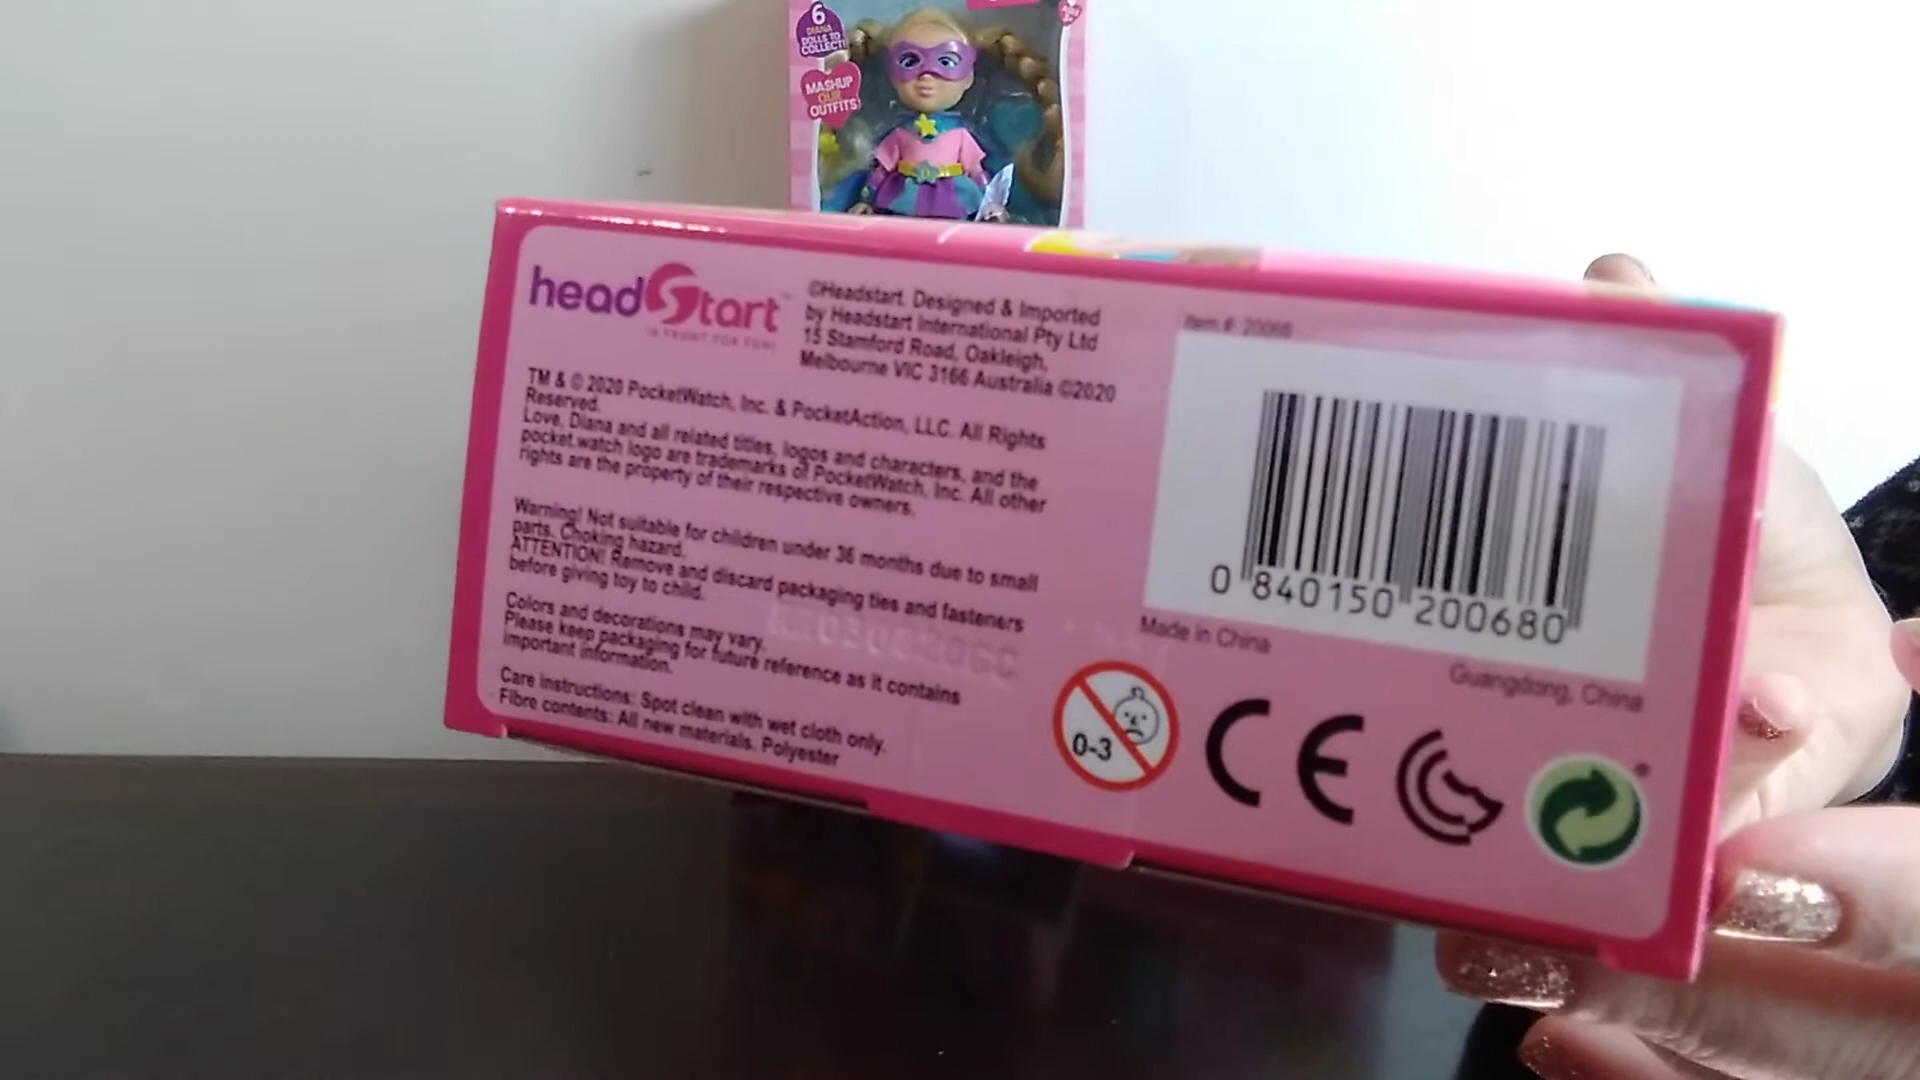 6
DIANA
DOLLS TO
COLLECT!
MASHUP
OUR
OUTFITS!
headStart™
IN FRONT FOR FUN!
©Headstart. Designed & Imported
by Headstart International Pty Ltd
15 Stamford Road, Oakleigh,
Melbourne VIC 3166 Australia ©2020
TM & © 2020 PocketWatch, Inc. & PocketAction, LLC. All Rights
Reserved.
Love, Diana and all related titles, logos and characters, and the
pocket.watch logo are trademarks of PocketWatch, Inc. All other
rights are the property of their respective owners.
Warning! Not suitable for children under 36 months due to small
parts. Choking hazard.
ATTENTION! Remove and discard packaging ties and fasteners
before giving toy to child.
Colors and decorations may vary.
Please keep packaging for future reference as it contains
important information.
Care instructions: Spot clean with wet cloth only.
Fibre contents: All new materials. Polyester
Item #: 20068
0 840150 200680
Made in China
Guangdong, China
0-3
CE